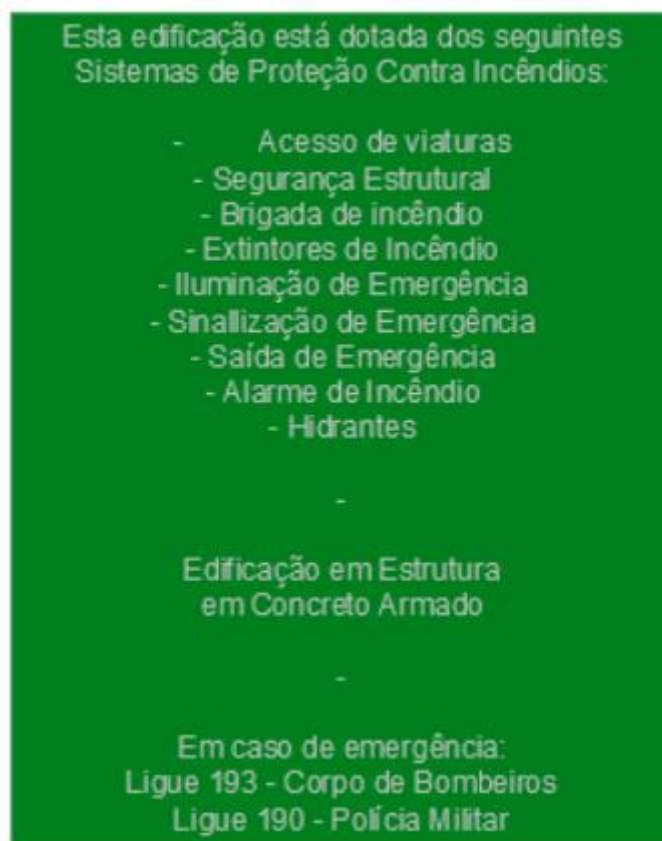 Esta edificação está dotada dos seguintes
Sistemas de Proteção Contra Incêndios:
- Acesso de viaturas
- Segurança Estrutural
- Brigada de incêndio
- Extintores de Incêndio
- Iluminação de Emergência
- Sinallização de Emergência
- Saída de Emergência
- Alarme de Incêndio
- Hidrantes
-
Edificação em Estrutura
em Concreto Armado
-
Em caso de emergência:
Ligue 193 - Corpo de Bombeiros
Ligue 190 - Polícia Militar